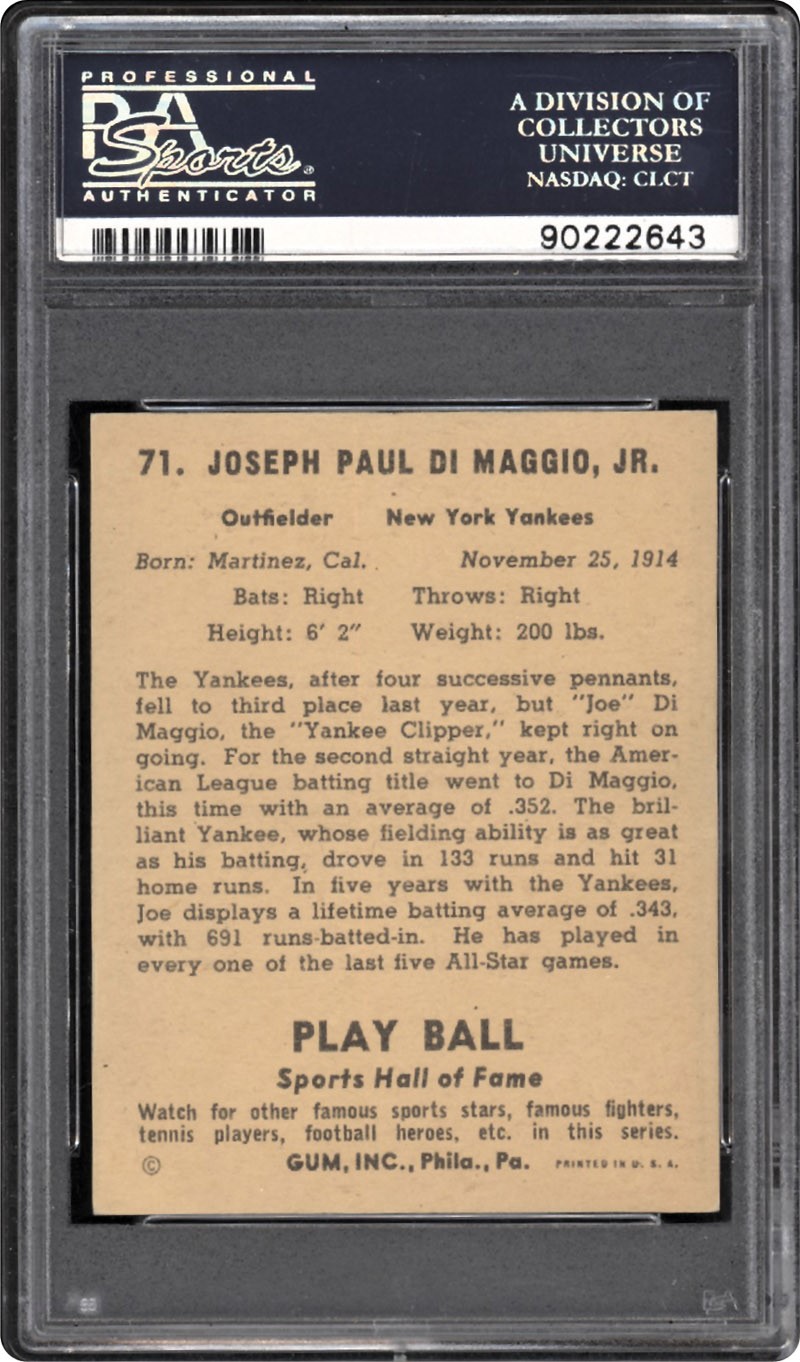 PROFESSIONAL
PSA
Sports
AUTHENTICATOR
A DIVISION OF
COLLECTORS
UNIVERSE
NASDAQ: CLCT
90222643
71. JOSEPH PAUL DI MAGGIO, JR.
Outfielder New York Yankees
Born: Martinez, Cal. November 25, 1914
Bats: Right Throws: Right
Height: 6' 2" Weight: 200 lbs.
The Yankees, after four successive pennants,
fell to third place last year, but "Joe" Di
Maggio, the "Yankee Clipper," kept right on
going. For the second straight year, the Amer-
ican League batting title went to Di Maggio,
this time with an average of .352. The bril-
liant Yankee, whose fielding ability is as great
as his batting, drove in 133 runs and hit 31
home runs. In five years with the Yankees,
Joe displays a lifetime batting average of .343,
with 691 runs-batted-in. He has played in
every one of the last five All-Star games.
PLAY BALL
Sports Hall of Fame
Watch for other famous sports stars, famous fighters,
tennis players, football heroes, etc. in this series.
© GUM, INC., Phila., Pa. PRINTED IN U. S. A.
PSA